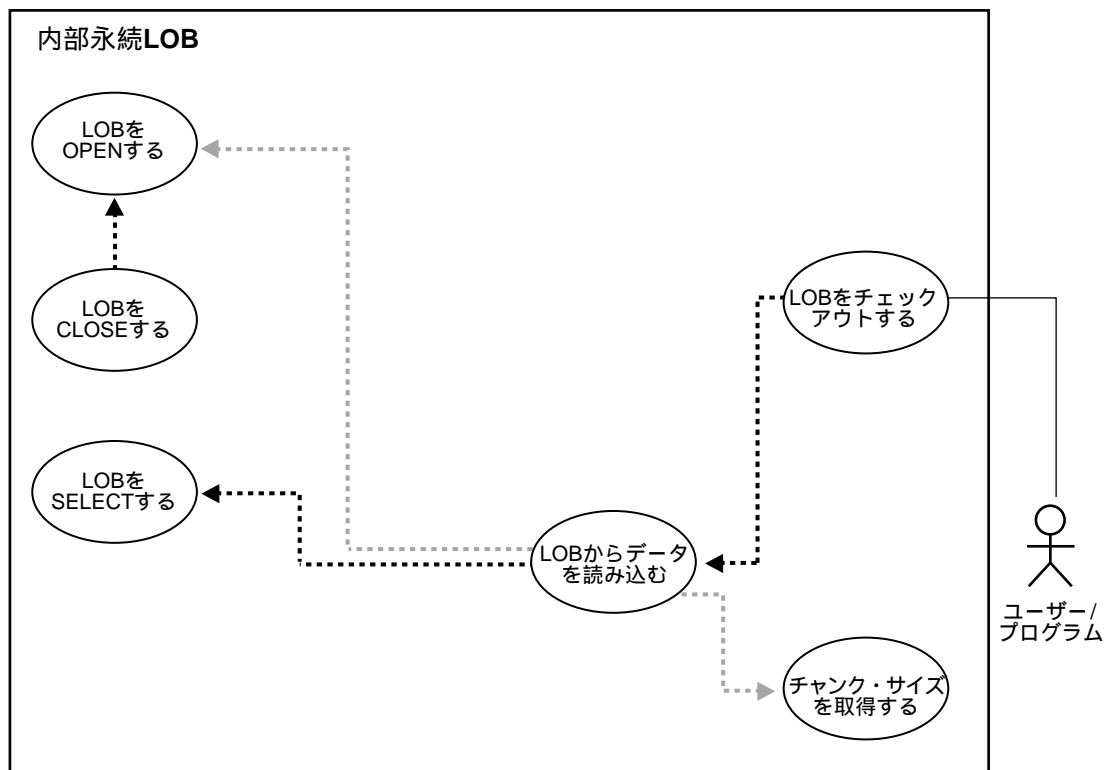 内部永続LOB
LOBを
OPENする
LOBを
CLOSEする
LOBをチェック
アウトする
LOBを
SELECTする
LOBからデータ
を読み込む
ユーザー/
プログラム
チャンク・サイズ
を取得する